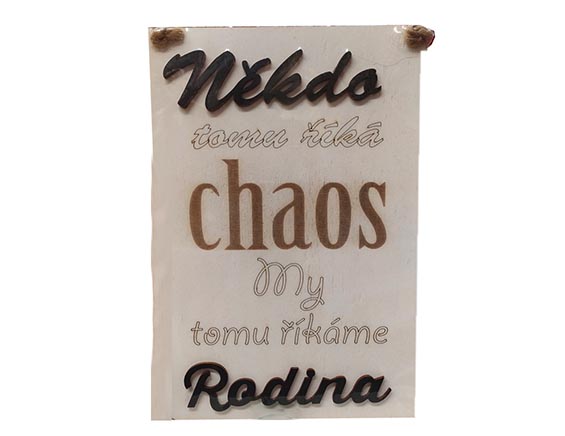 Někdo
tomu říká
chaos
My
tomu říkáme
Rodina